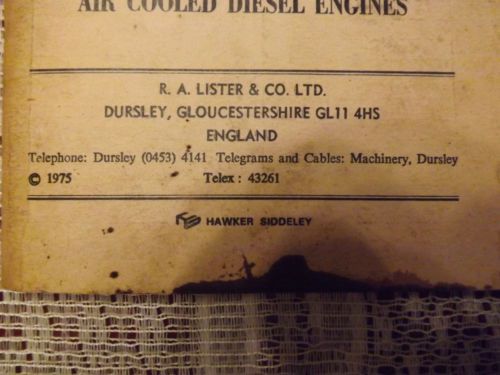 AIR COOLED DIESEL ENGINES
R. A. LISTER & CO. LTD.
DURSLEY, GLOUCESTERSHIRE GL11 4HS
ENGLAND
Telephone: Dursley (0453) 4141 Telegrams and Cables: Machinery, Dursley
© 1975 Telex: 43261
HAWKER SIDDELEY